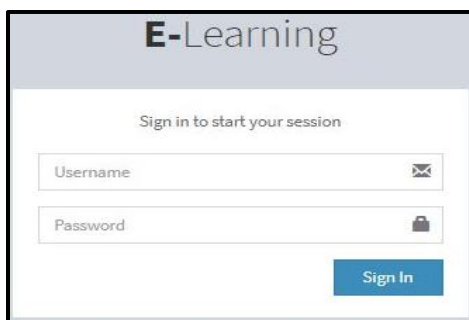 E-Learning
Sign in to start your session
Username
Password
Sign In